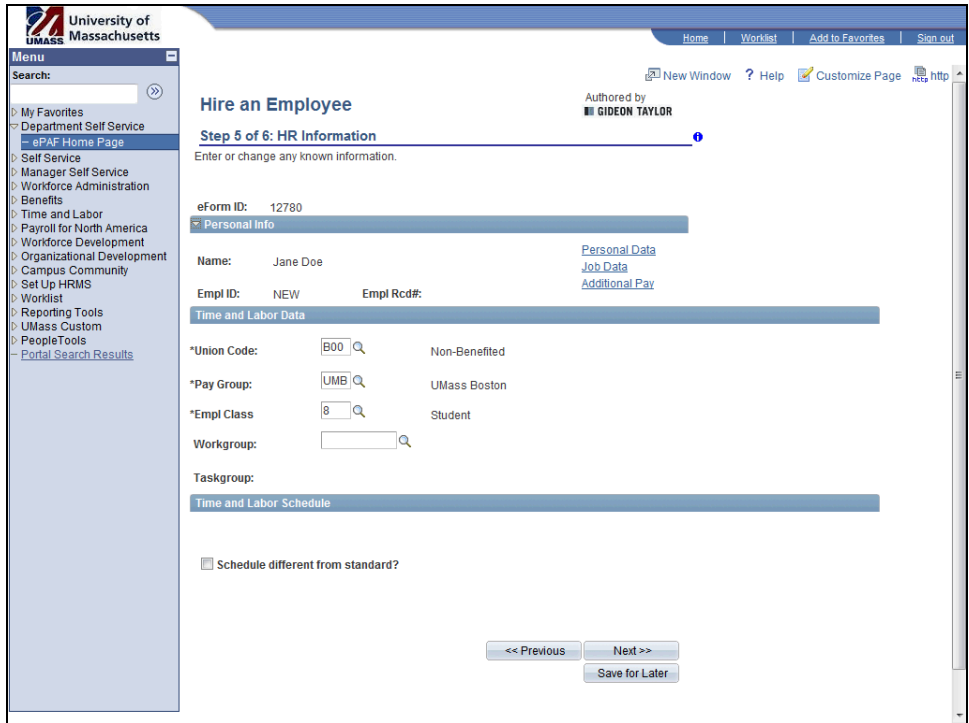 University of
Massachusetts
UMASS
Home | Worklist | Add to Favorites | Sign out
Menu
Search:
My Favorites
Department Self Service
ePAF Home Page
Self Service
Manager Self Service
Workforce Administration
Benefits
Time and Labor
Payroll for North America
Workforce Development
Organizational Development
Campus Community
Set Up HRMS
Worklist
Reporting Tools
UMass Custom
PeopleTools
Portal Search Results
New Window ? Help Customize Page http http
Hire an Employee
Authored by
GIDEON TAYLOR
Step 5 of 6: HR Information
Enter or change any known information.
eForm ID: 12780
Personal Info
Name: Jane Doe
Personal Data
Job Data
Additional Pay
Empl ID: NEW Empl Rcd#:
Time and Labor Data
*Union Code: B00 Non-Benefited
*Pay Group: UMB UMass Boston
*Empl Class 8 Student
Workgroup:
Taskgroup:
Time and Labor Schedule
Schedule different from standard?
<< Previous Next >>
Save for Later